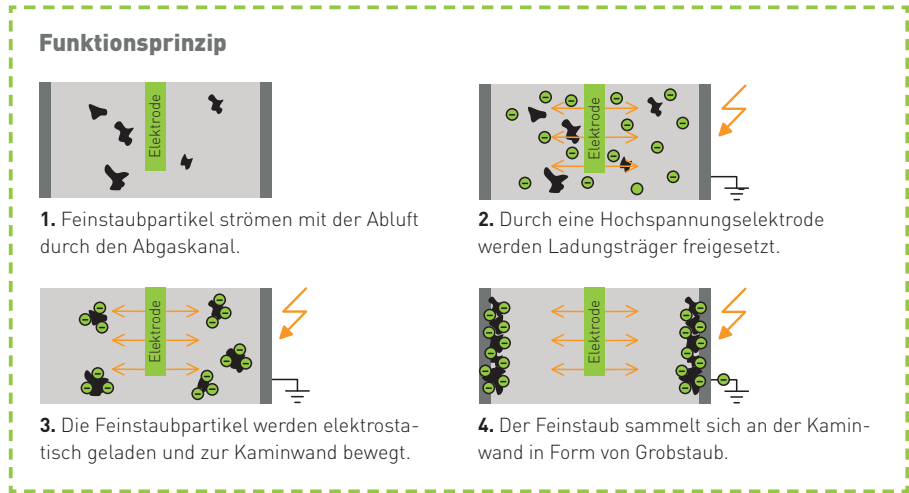 Funktionsprinzip
Elektrode
1. Feinstaubpartikel strömen mit der Abluft
durch den Abgaskanal.
Elektrode
2. Durch eine Hochspannungselektrode
werden Ladungsträger freigesetzt.
Elektrode
3. Die Feinstaubpartikel werden elektrosta-
tisch geladen und zur Kaminwand bewegt.
Elektrode
4. Der Feinstaub sammelt sich an der Kamin-
wand in Form von Grobstaub.